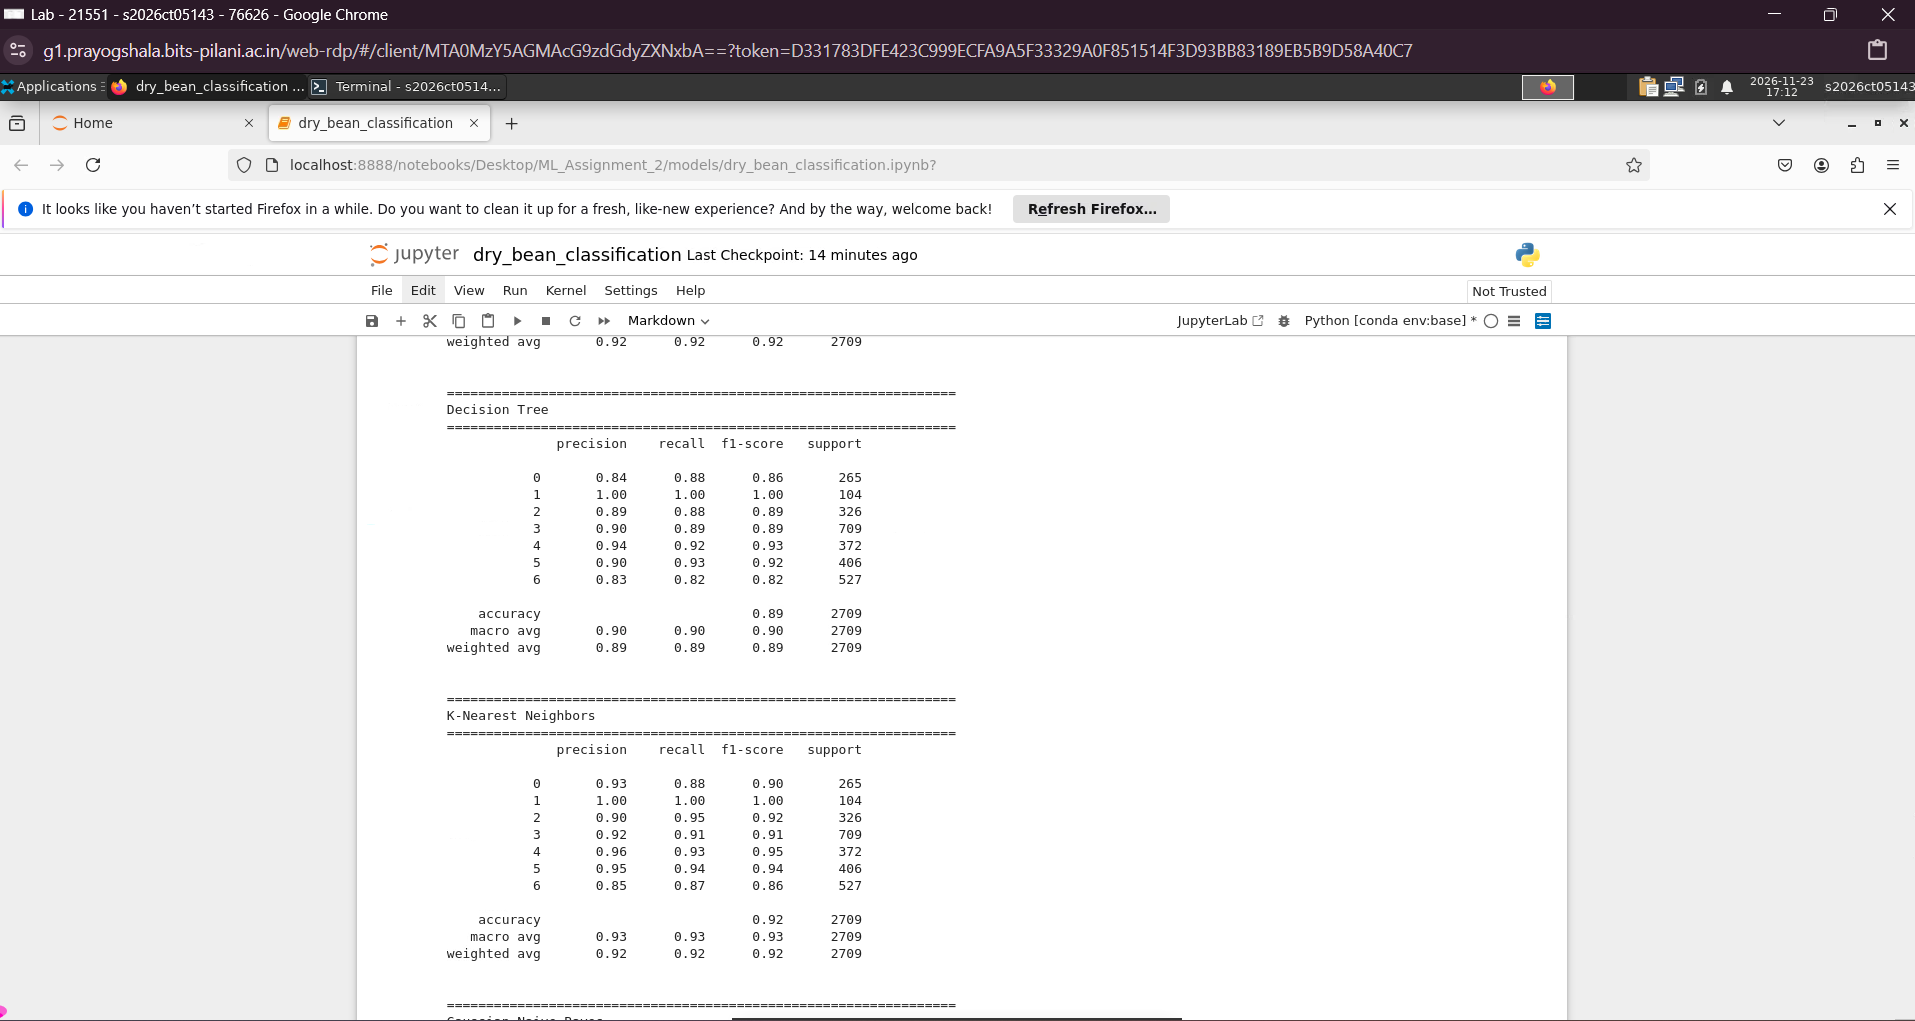 Lab - 21551 - s2026ct05143 - 76626 - Google Chrome
g1.prayogshala.bits-pilani.ac.in/web-rdp/#/client/MTA0MzY5AGMAcG9zdGdyZXNxbA==?token=D331783DFE423C999ECFA9A5F33329A0F851514F3D93BB83189EB5B9D58A40C7
Applications dry_bean_classification ... Terminal - s2026ct0514... 2026-11-23 17:12 s2026ct05143
Home dry_bean_classification
localhost:8888/notebooks/Desktop/ML_Assignment_2/models/dry_bean_classification.ipynb?
It looks like you haven't started Firefox in a while. Do you want to clean it up for a fresh, like-new experience? And by the way, welcome back! Refresh Firefox...
jupyter dry_bean_classification Last Checkpoint: 14 minutes ago
File Edit View Run Kernel Settings Help Not Trusted
Markdown JupyterLab Python [conda env:base] *
weighted avg 0.92 0.92 0.92 2709
=================================================================
Decision Tree
=================================================================
precision recall f1-score support
0 0.84 0.88 0.86 265
1 1.00 1.00 1.00 104
2 0.89 0.88 0.89 326
3 0.90 0.89 0.89 709
4 0.94 0.92 0.93 372
5 0.90 0.93 0.92 406
6 0.83 0.82 0.82 527
accuracy 0.89 2709
macro avg 0.90 0.90 0.90 2709
weighted avg 0.89 0.89 0.89 2709
=================================================================
K-Nearest Neighbors
=================================================================
precision recall f1-score support
0 0.93 0.88 0.90 265
1 1.00 1.00 1.00 104
2 0.90 0.95 0.92 326
3 0.92 0.91 0.91 709
4 0.96 0.93 0.95 372
5 0.95 0.94 0.94 406
6 0.85 0.87 0.86 527
accuracy 0.92 2709
macro avg 0.93 0.93 0.93 2709
weighted avg 0.92 0.92 0.92 2709
=================================================================